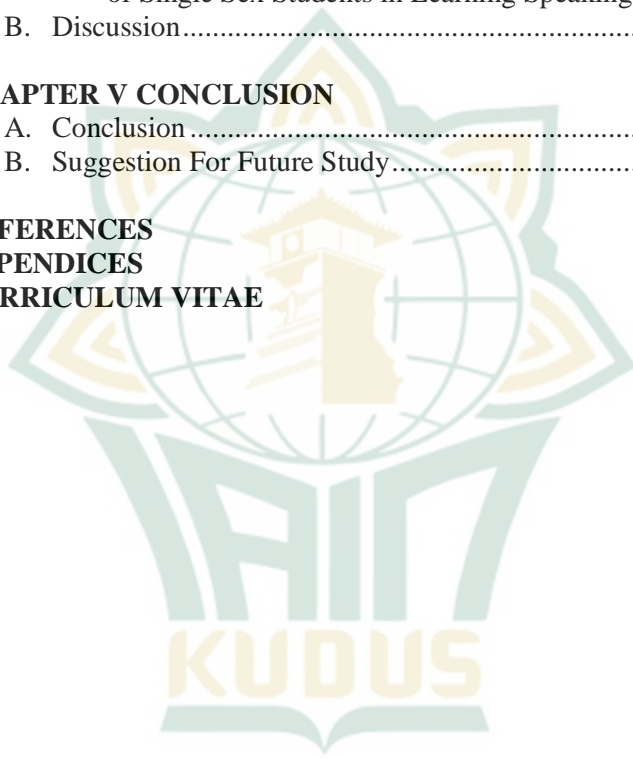 of Single Sex Students in Learning Speaking
B. Discussion
APTER V CONCLUSION
A. Conclusion
B. Suggestion For Future Study
FERENCES
PENDICES
RRICULUM VITAE
IAIN
KUDUS